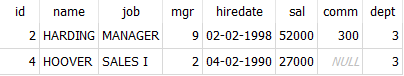 id name job mgr hiredate sal comm dept
2 HARDING MANAGER 9 02-02-1998 52000 300 3
4 HOOVER SALES I 2 04-02-1990 27000 NULL 3